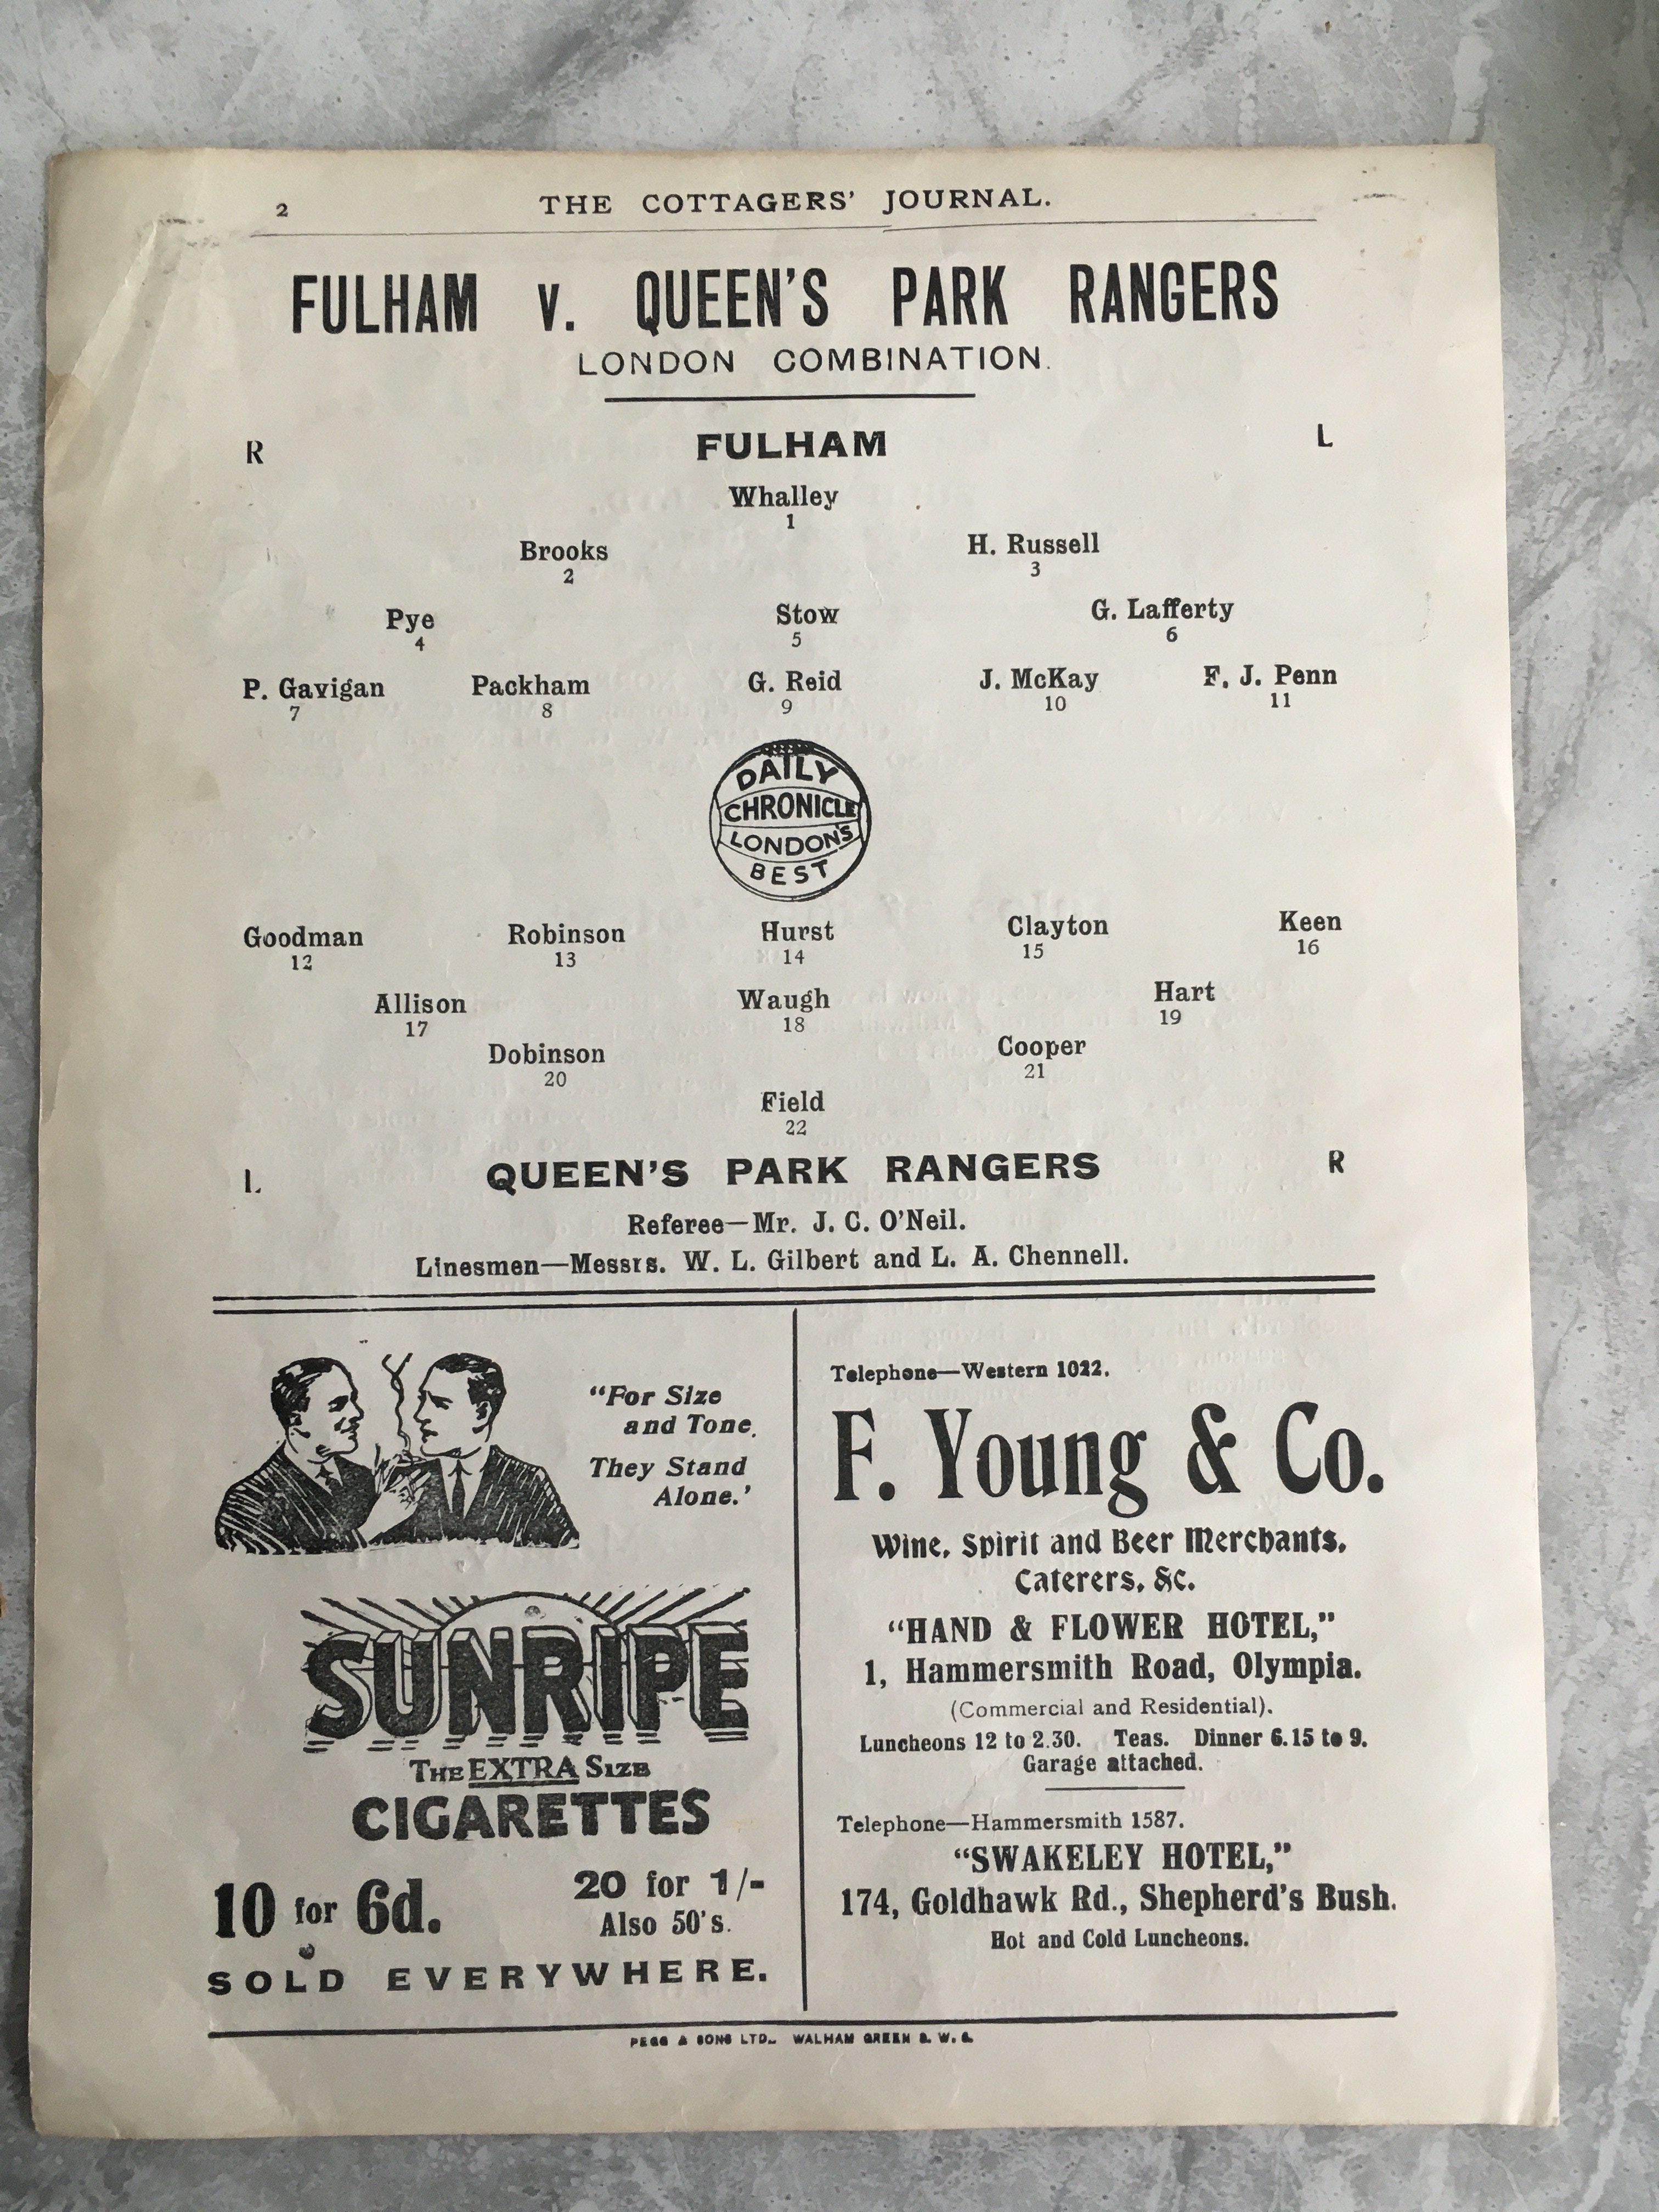 2
THE COTTAGERS' JOURNAL.
FULHAM v. QUEEN'S PARK RANGERS
LONDON COMBINATION.
R FULHAM L
Whalley
1
Brooks H. Russell
2 3
Pye Stow G. Lafferty
4 5 6
P. Gavigan Packham G. Reid J. McKay F. J. Penn
7 8 9 10 11
DAILY
CHRONICLE
LONDON'S
BEST
Goodman Robinson Hurst Clayton Keen
12 13 14 15 16
Allison Waugh Hart
17 18 19
Dobinson Cooper
20 21
Field
22
L QUEEN'S PARK RANGERS R
Referee—Mr. J. C. O'Neil.
Linesmen—Messrs. W. L. Gilbert and L. A. Chennell.
"For Size
and Tone,
They Stand
Alone.'
SUNRIPE
THE EXTRA SIZE
CIGARETTES
10 for 6d.
20 for 1/-
Also 50's.
SOLD EVERYWHERE.
Telephone—Western 1022.
F. Young & Co.
Wine, Spirit and Beer Merchants,
Caterers, &c.
"HAND & FLOWER HOTEL,"
1, Hammersmith Road, Olympia.
(Commercial and Residential).
Luncheons 12 to 2.30. Teas. Dinner 6.15 to 9.
Garage attached.
Telephone—Hammersmith 1587.
"SWAKELEY HOTEL,"
174, Goldhawk Rd., Shepherd's Bush.
Hot and Cold Luncheons.
PEGG & SONS LTD., WALHAM GREEN S. W. 6.